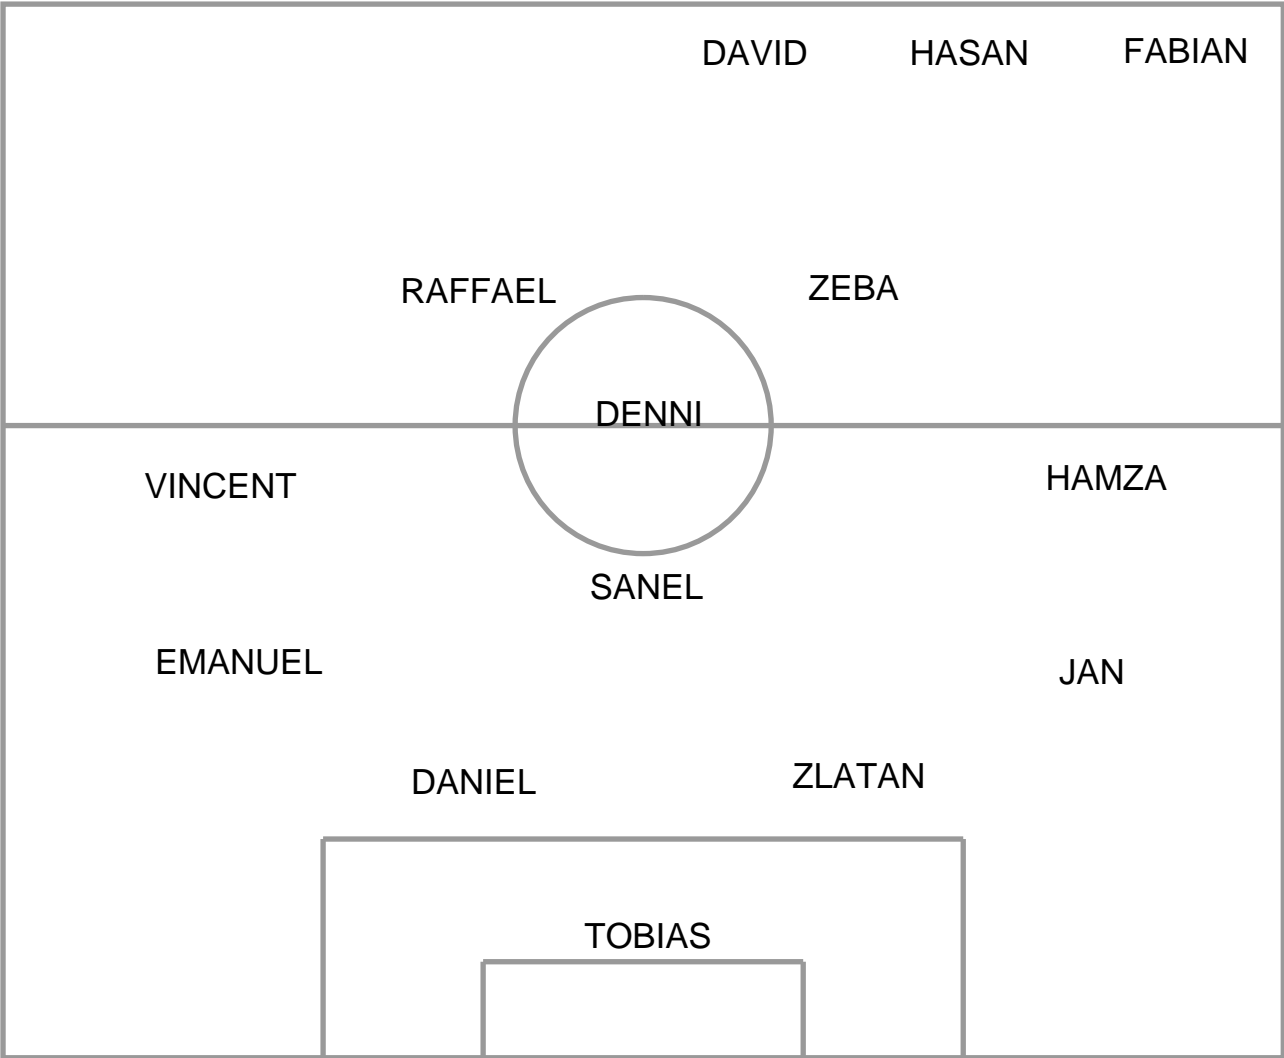 DAVID HASAN FABIAN
RAFFAEL ZEBA
DENNI
VINCENT HAMZA
SANEL
EMANUEL JAN
DANIEL ZLATAN
TOBIAS